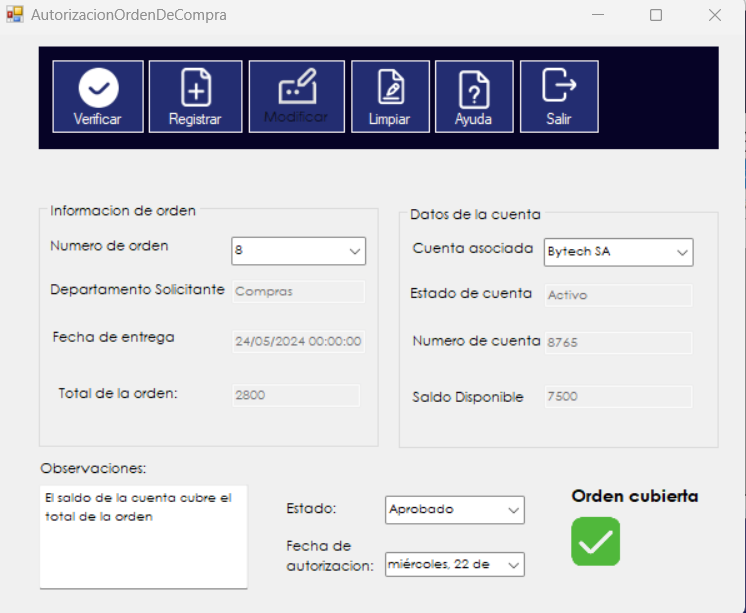 AutorizacionOrdenDeCompra
Verificar Registrar Modificar Limpiar Ayuda Salir
Informacion de orden
Numero de orden 8
Departamento Solicitante Compras
Fecha de entrega 24/05/2024 00:00:00
Total de la orden: 2800
Datos de la cuenta
Cuenta asociada Bytech SA
Estado de cuenta Activo
Numero de cuenta 8765
Saldo Disponible 7500
Observaciones:
El saldo de la cuenta cubre el
total de la orden
Estado: Aprobado
Fecha de
autorizacion: miércoles, 22 de
Orden cubierta